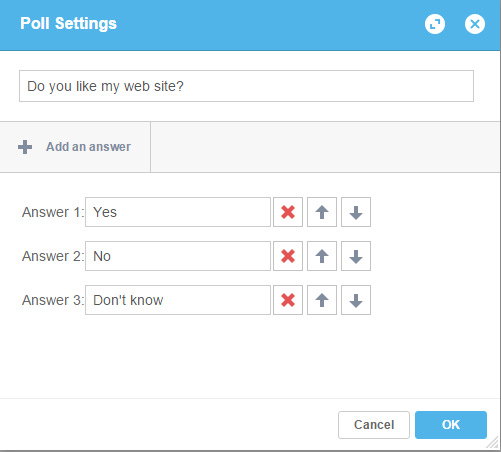 Poll Settings
Do you like my web site?
Add an answer
Answer 1: Yes
Answer 2: No
Answer 3: Don't know
Cancel OK